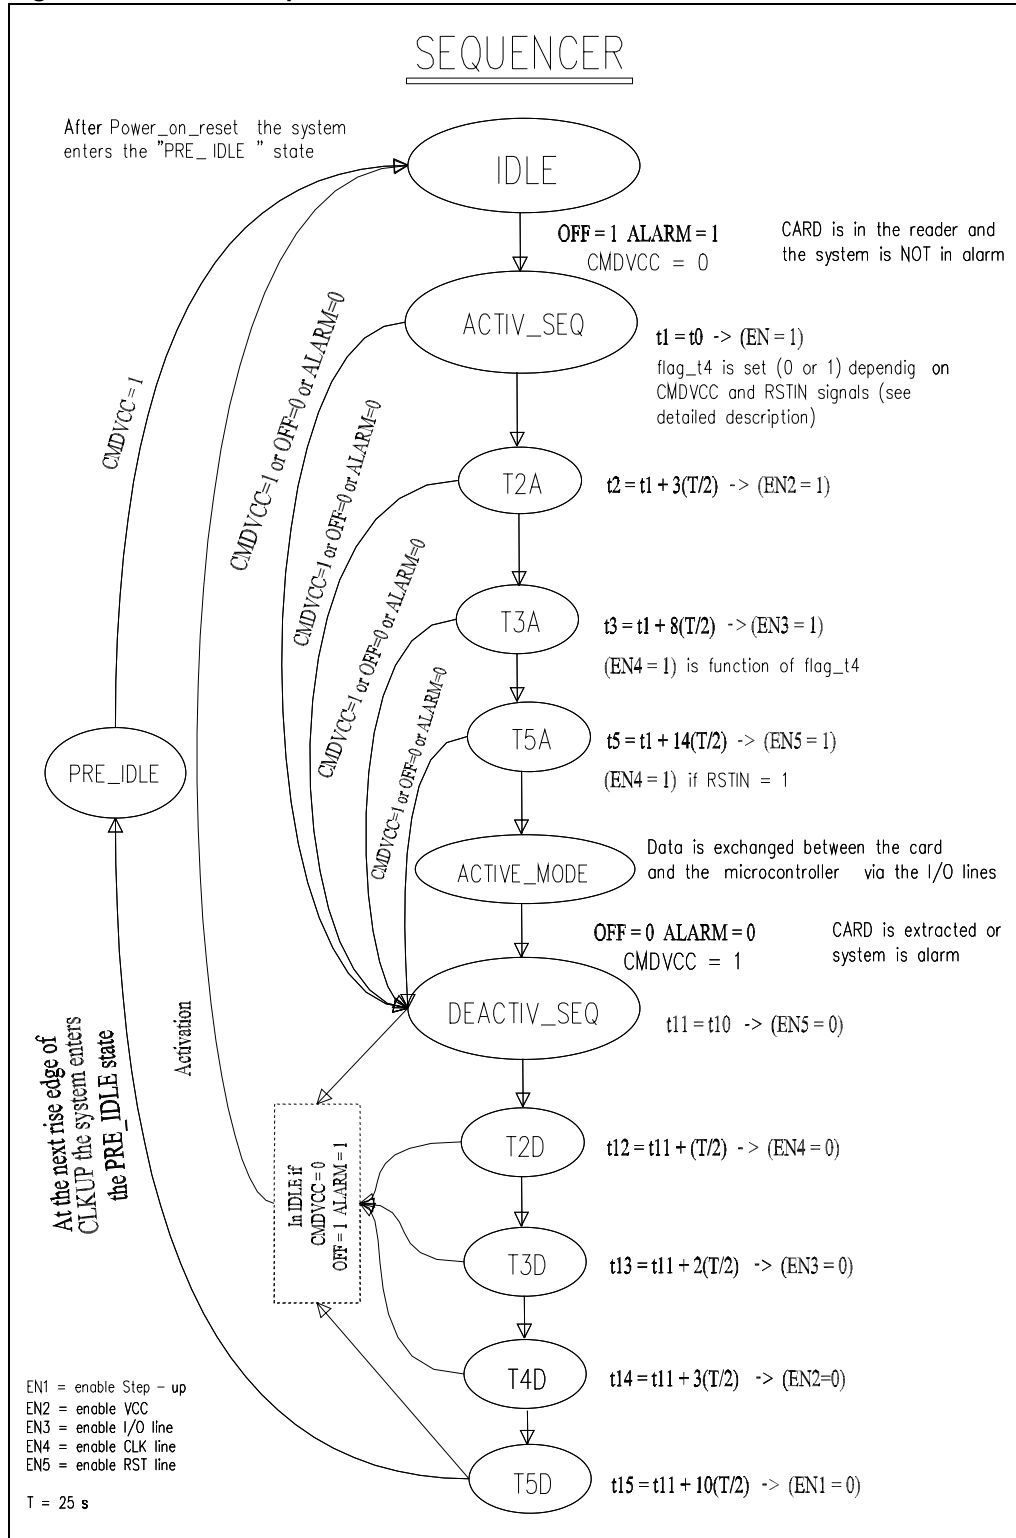 SEQUENCER
After Power_on_reset the system
enters the "PRE_ IDLE " state
IDLE
OFF = 1 ALARM = 1
CMDVCC = 0
CARD is in the reader and
the system is NOT in alarm
ACTIV_SEQ
t1 = t0 -> (EN = 1)
flag_t4 is set (0 or 1) dependig on
CMDVCC and RSTIN signals (see
detailed description)
CMDVCC = 1
CMDVCC=1 or OFF=0 or ALARM=0
CMDVCC=1 or OFF=0 or ALARM=0
CMDVCC=1 or OFF=0 or ALARM=0
CMDVCC=1 or OFF=0 or ALARM=0
T2A
t2 = t1 + 3(T/2) -> (EN2 = 1)
T3A
t3 = t1 + 8(T/2) -> (EN3 = 1)
(EN4 = 1) is function of flag_t4
T5A
t5 = t1 + 14(T/2) -> (EN5 = 1)
(EN4 = 1) if RSTIN = 1
PRE_IDLE
ACTIVE_MODE
Data is exchanged between the card
and the microcontroller via the I/O lines
OFF = 0 ALARM = 0
CMDVCC = 1
CARD is extracted or
system is alarm
DEACTIV_SEQ
t11 = t10 -> (EN5 = 0)
Activation
At the next rise edge of
CLKUP the system enters
the PRE_IDLE state
In IDLE if
CMDVCC = 0
OFF = 1 ALARM = 1
T2D
t12 = t11 + (T/2) -> (EN4 = 0)
T3D
t13 = t11 + 2(T/2) -> (EN3 = 0)
T4D
t14 = t11 + 3(T/2) -> (EN2=0)
T5D
t15 = t11 + 10(T/2) -> (EN1 = 0)
EN1 = enable Step - up
EN2 = enable VCC
EN3 = enable I/O line
EN4 = enable CLK line
EN5 = enable RST line
T = 25 s